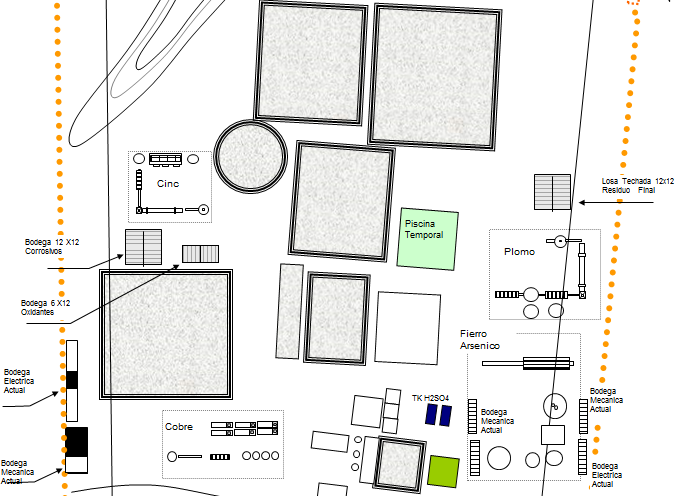 Cinc
Losa Techada 12x12
Residuo Final
Piscina
Temporal
Bodega 12 X12
Corrosivos
Plomo
Bodega 6 X12
Oxidantes
Fierro
Arsenico
Bodega
Electrica
Actual
TK H2SO4
Bodega
Mecanica
Actual
Bodega
Mecanica
Actual
Cobre
Bodega
Mecanica
Actual
Bodega
Electrica
Actual